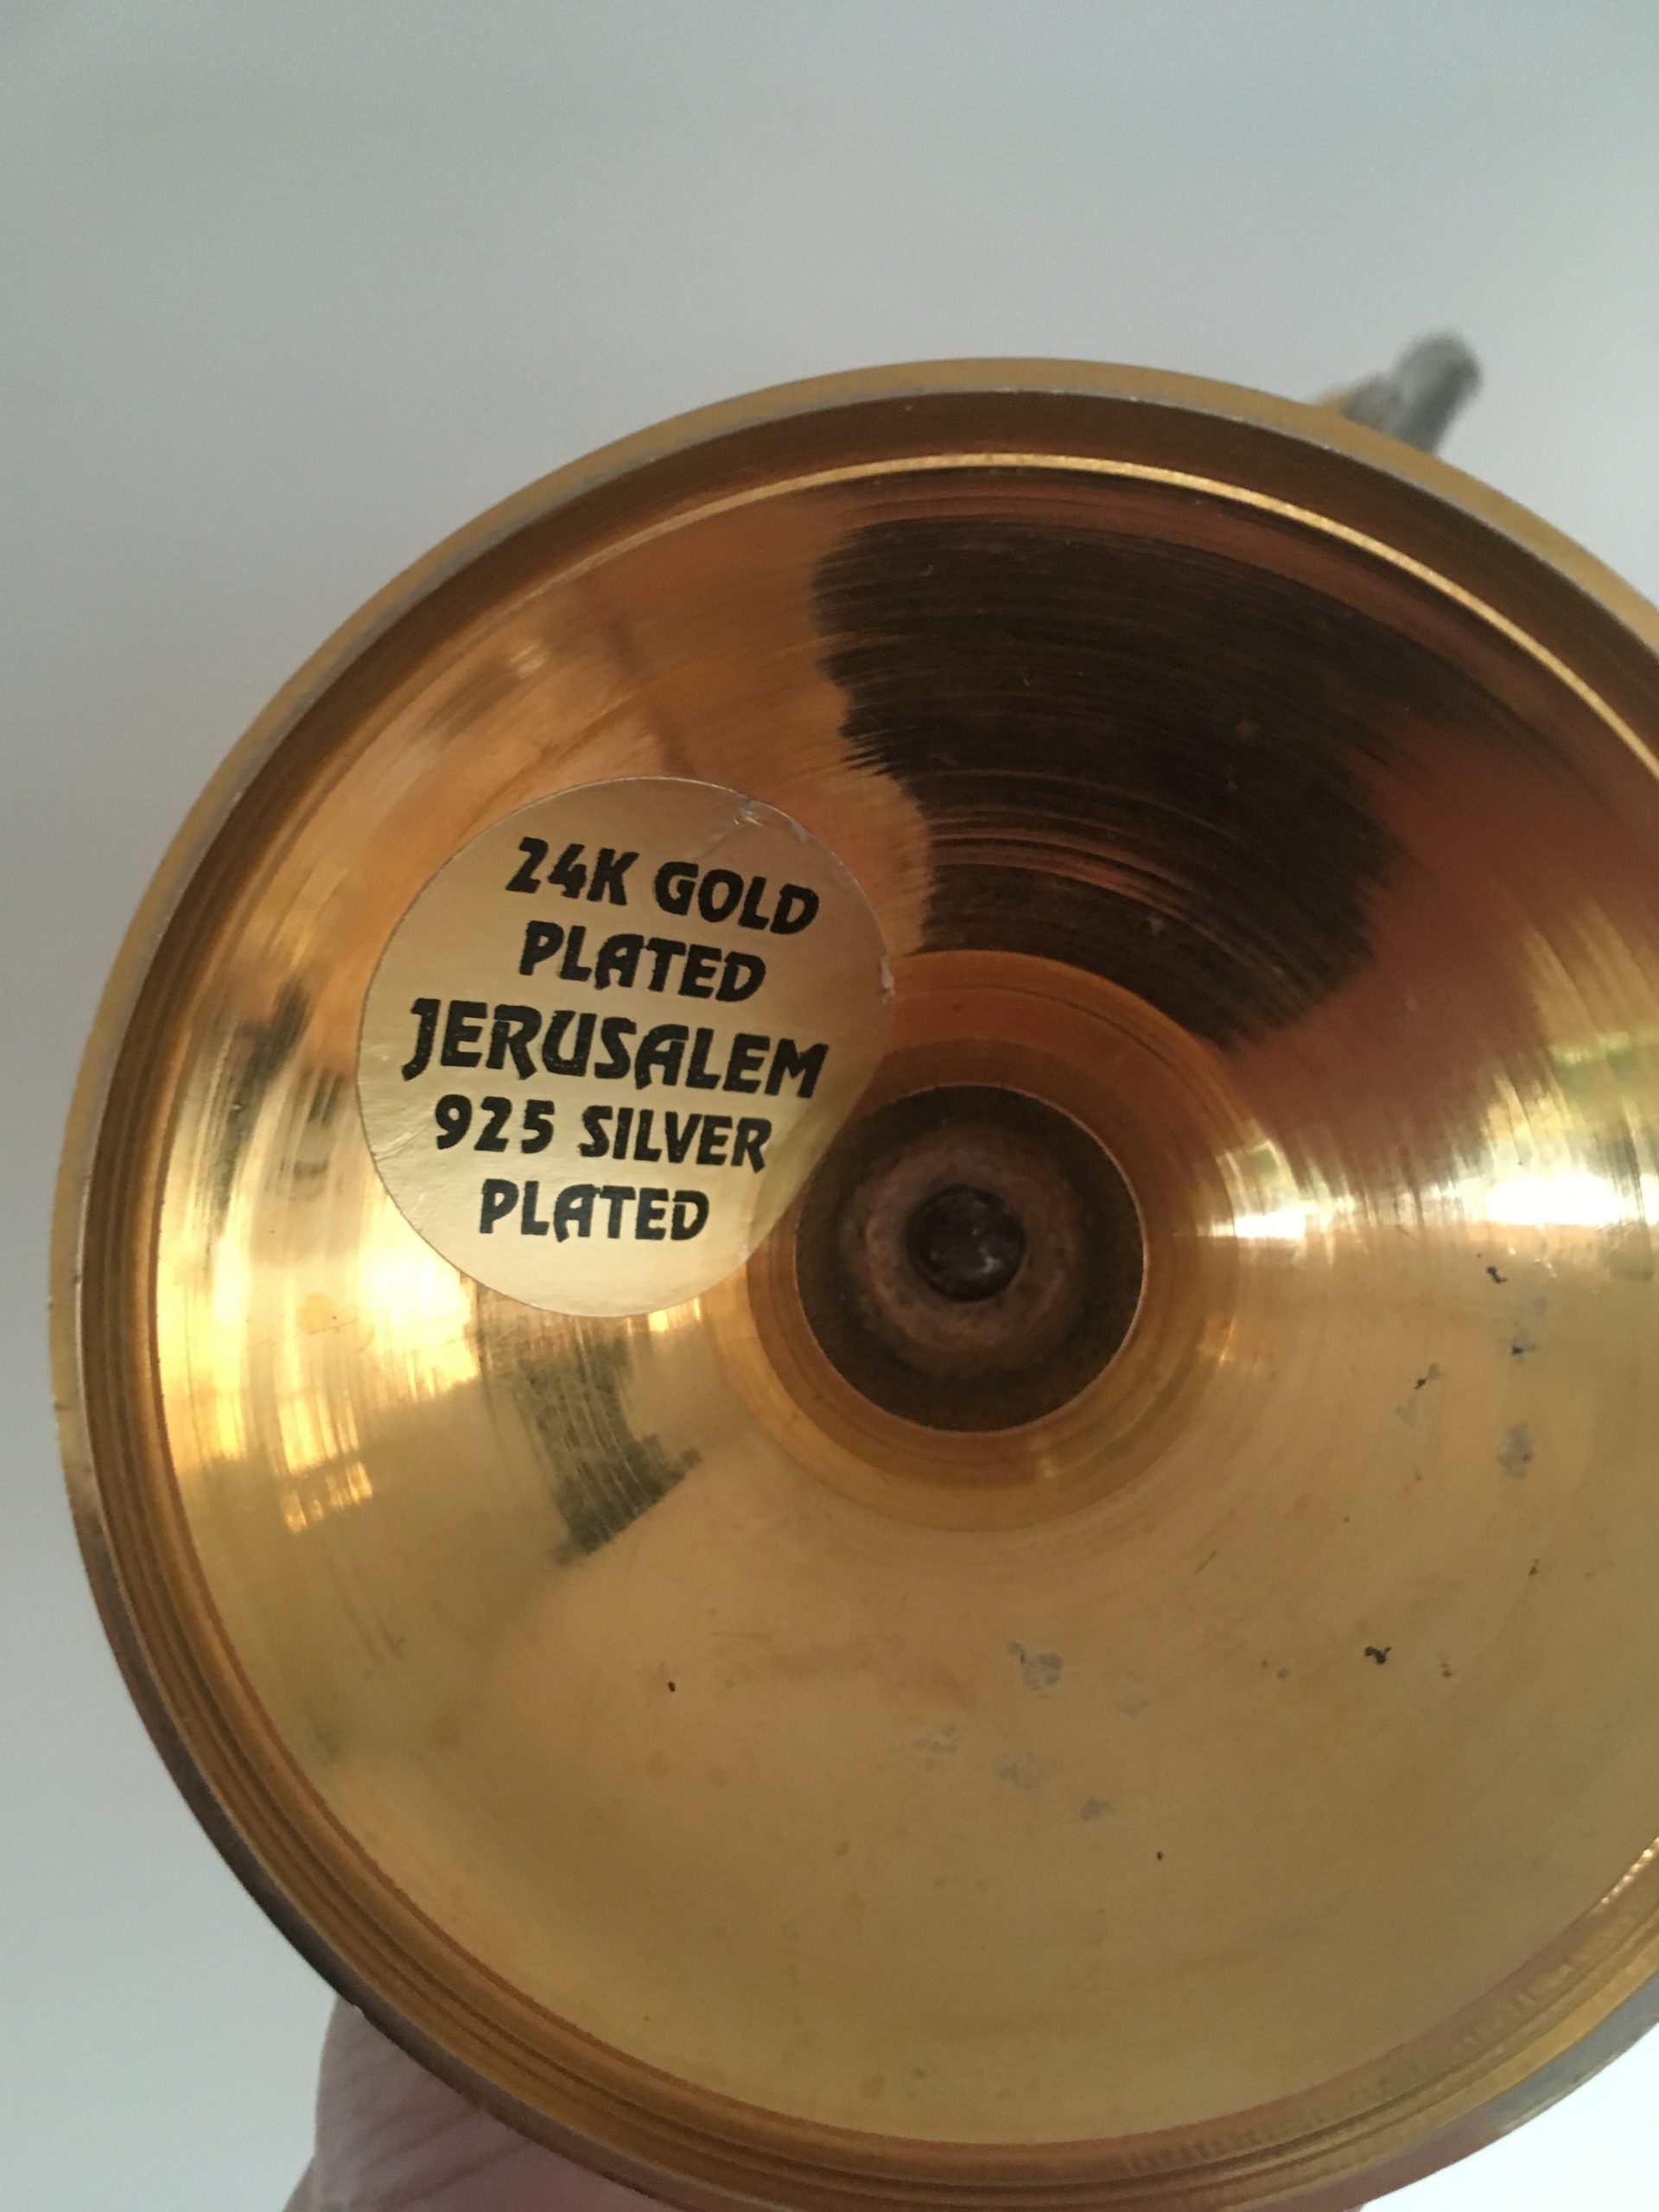 24K GOLD
PLATED
JERUSALEM
925 SILVER
PLATED